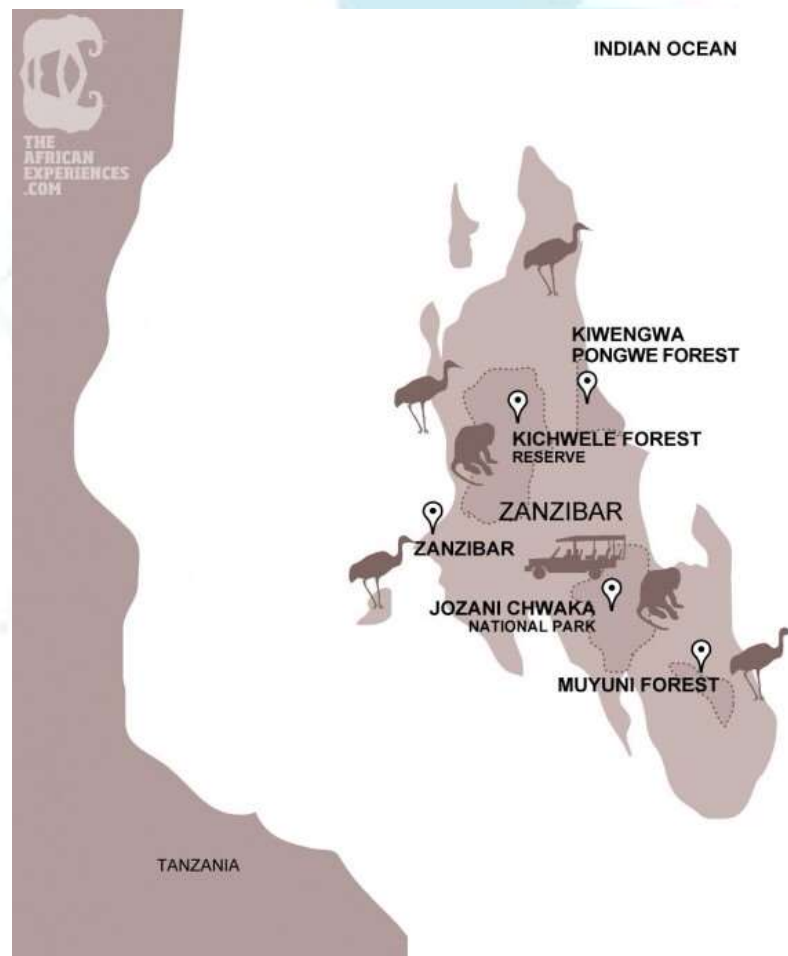 INDIAN OCEAN
THE
AFRICAN
EXPERIENCES
.COM
KIWENGWA
PONGWE FOREST
KICHWELE FOREST
RESERVE
ZANZIBAR
ZANZIBAR
JOZANI CHWAKA
NATIONAL PARK
MUYUNI FOREST
TANZANIA